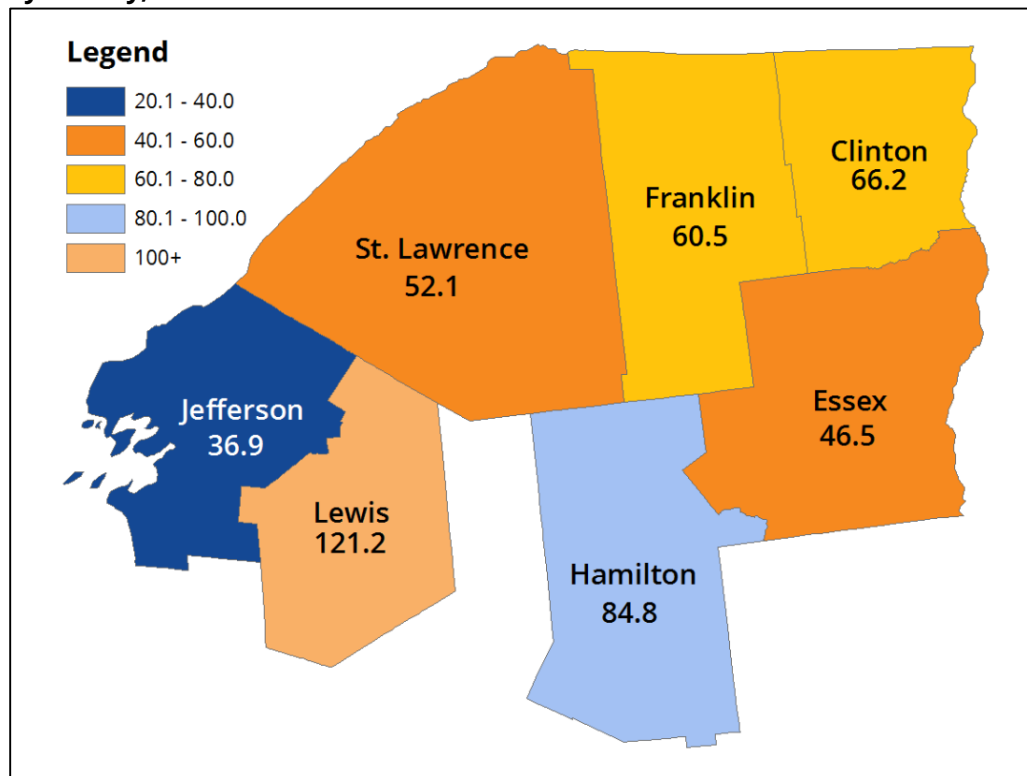 Legend
20.1 - 40.0
40.1 - 60.0
60.1 - 80.0
80.1 - 100.0
100+
Clinton
66.2
Franklin
60.5
St. Lawrence
52.1
Essex
46.5
Jefferson
36.9
Lewis
121.2
Hamilton
84.8